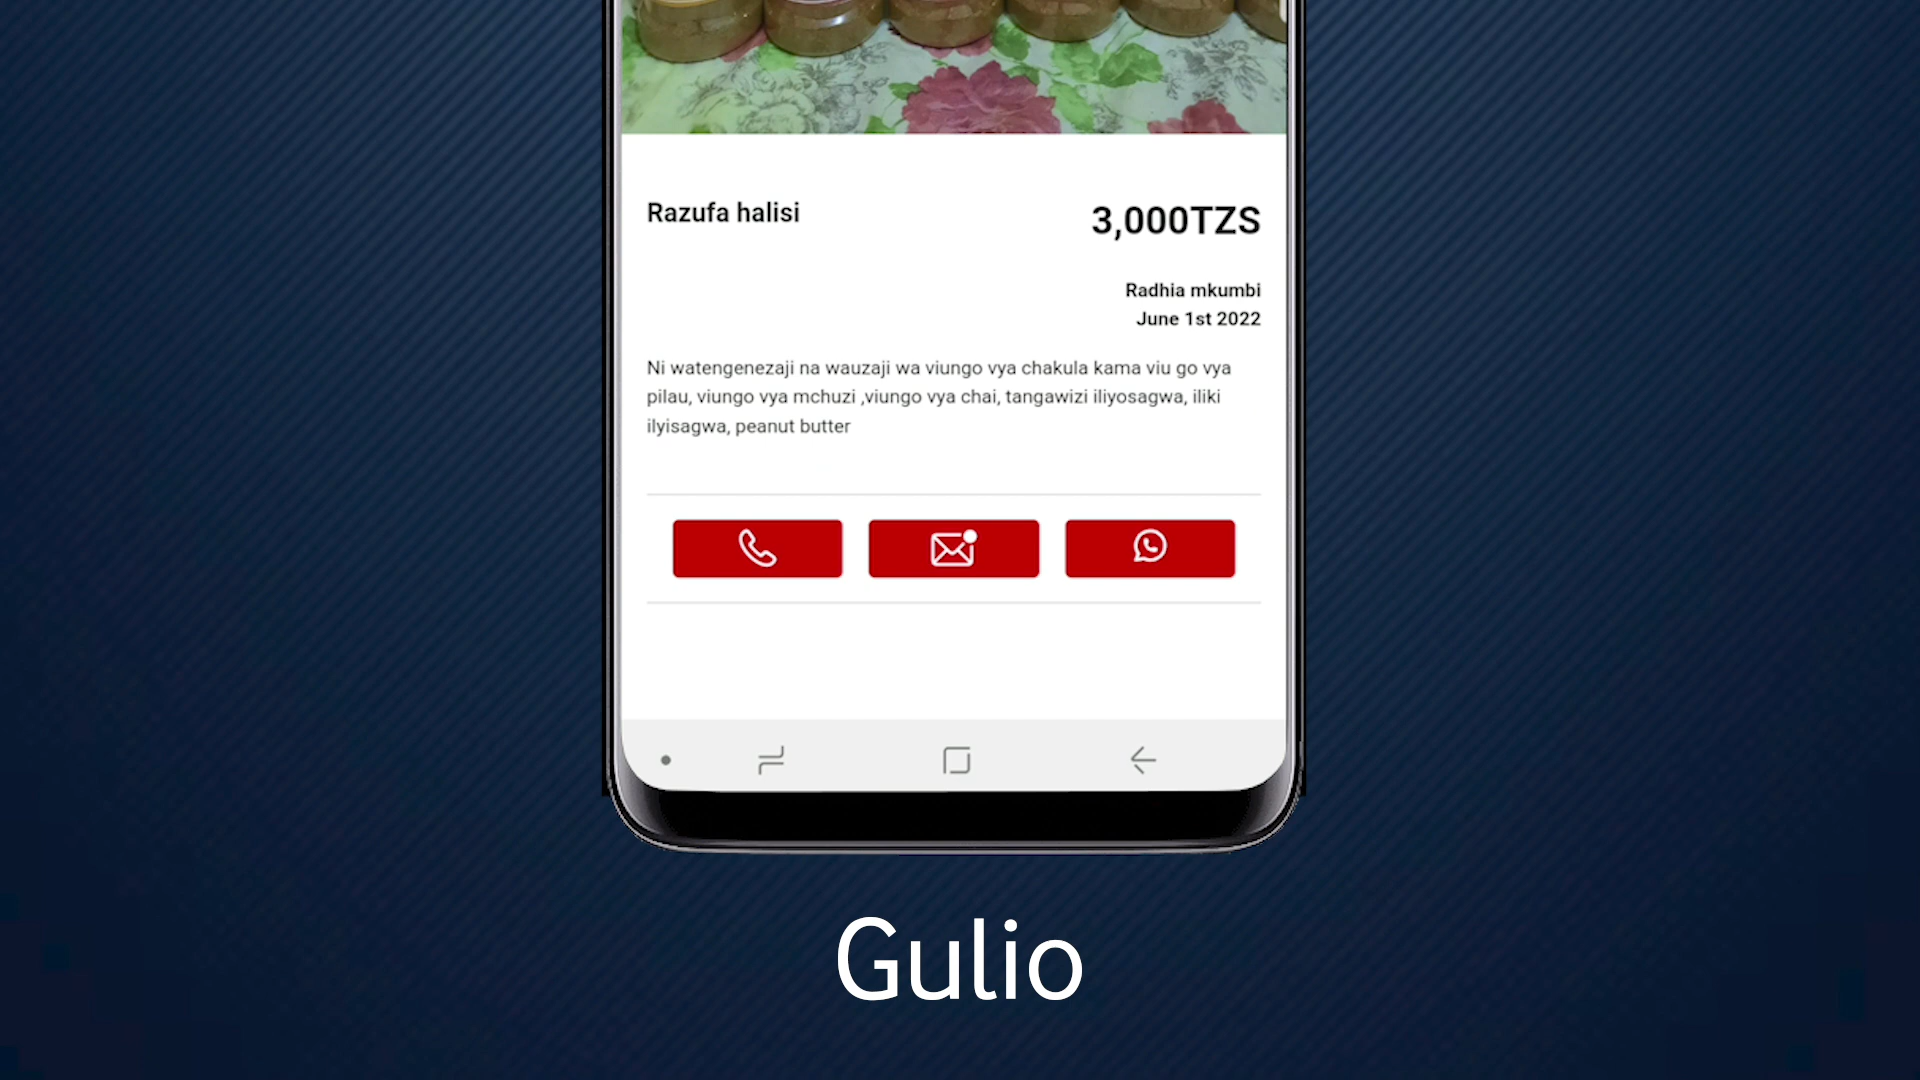 Razufa halisi
3,000TZS
Radhia mkumbi
June 1st 2022
Ni watengenezaji na wauzaji wa viungo vya chakula kama viu go vya
pilau, viungo vya mchuzi ,viungo vya chai, tangawizi iliyosagwa, iliki
ilyisagwa, peanut butter
Gulio